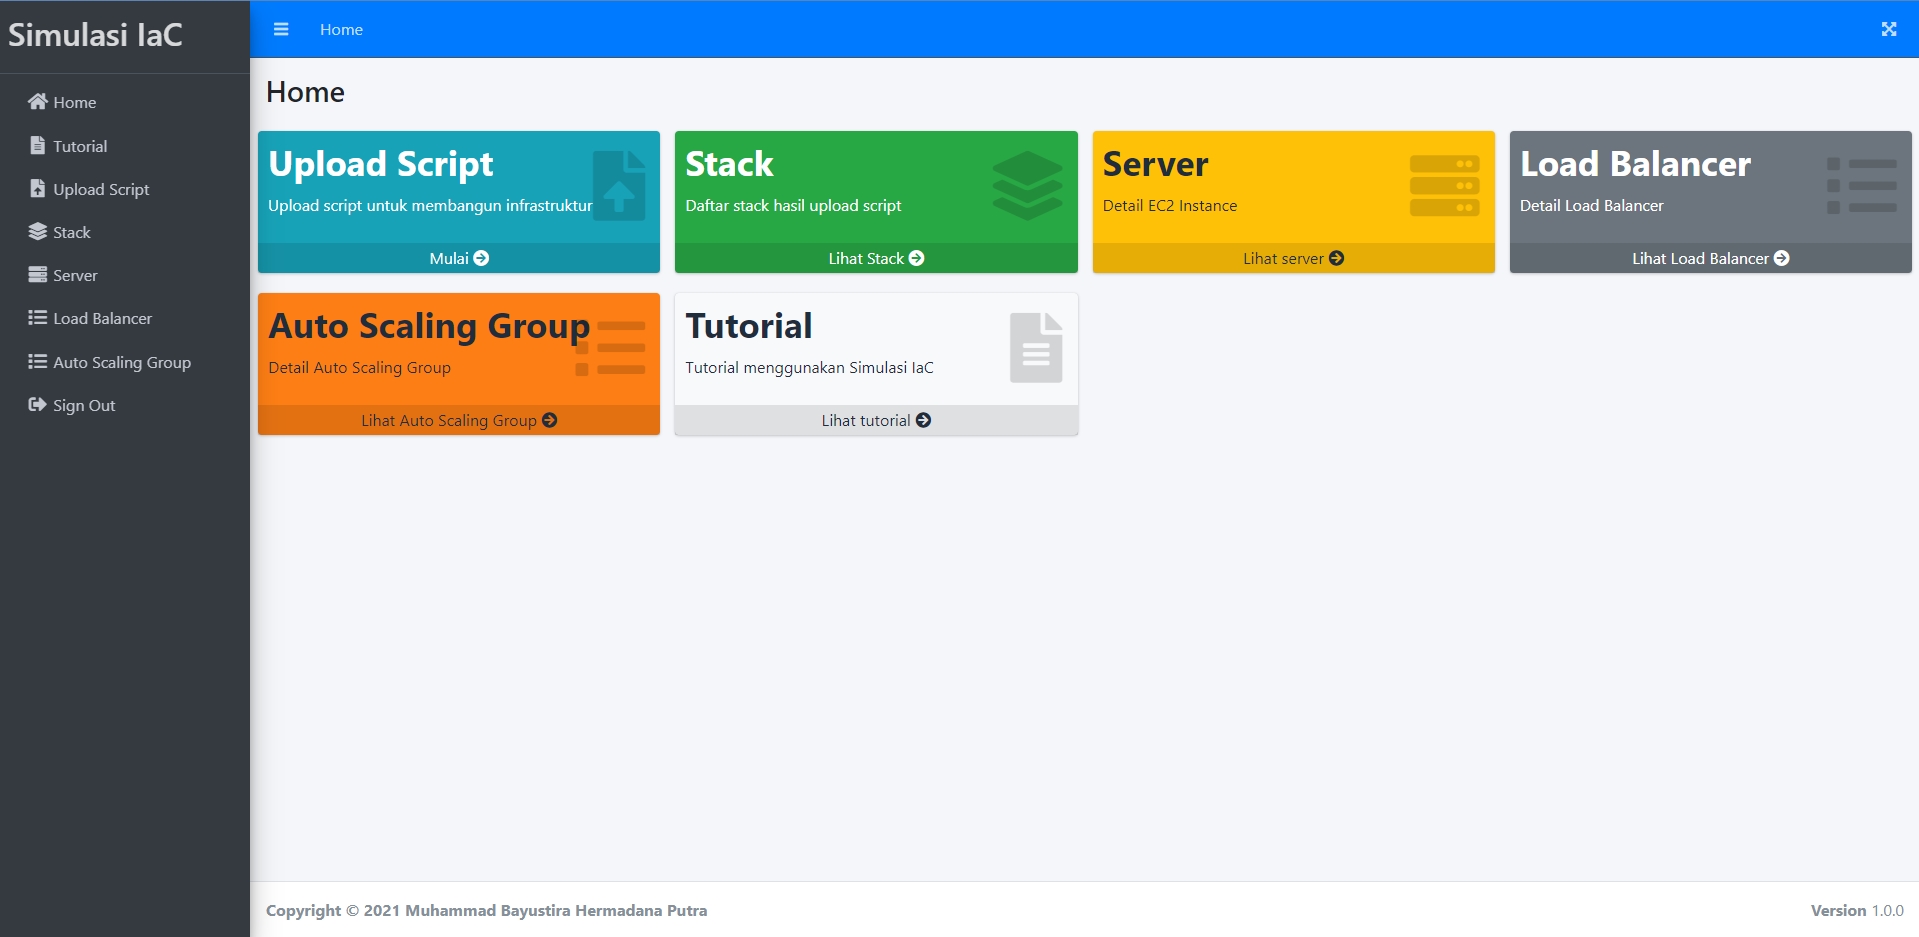 Simulasi IaC
Home
Tutorial
Upload Script
Stack
Server
Load Balancer
Auto Scaling Group
Sign Out
Home
Home
Upload Script
Upload script untuk membangun infrastruktur
Mulai
Stack
Daftar stack hasil upload script
Lihat Stack
Server
Detail EC2 Instance
Lihat server
Load Balancer
Detail Load Balancer
Lihat Load Balancer
Auto Scaling Group
Detail Auto Scaling Group
Lihat Auto Scaling Group
Tutorial
Tutorial menggunakan Simulasi IaC
Lihat tutorial
Copyright © 2021 Muhammad Bayustira Hermadana Putra
Version 1.0.0